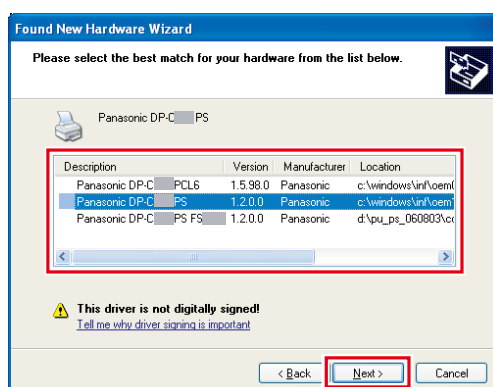 Found New Hardware Wizard
Please select the best match for your hardware from the list below.
Panasonic DP-C PS
Description Version Manufacturer Location
Panasonic DP-C PCL6 1.5.98.0 Panasonic c:\windows\inf\oem
Panasonic DP-C PS 1.2.0.0 Panasonic c:\windows\inf\oem
Panasonic DP-C PS FS 1.2.0.0 Panasonic d:\pu_ps_060803\cc
This driver is not digitally signed!
Tell me why driver signing is important
< Back Next > Cancel